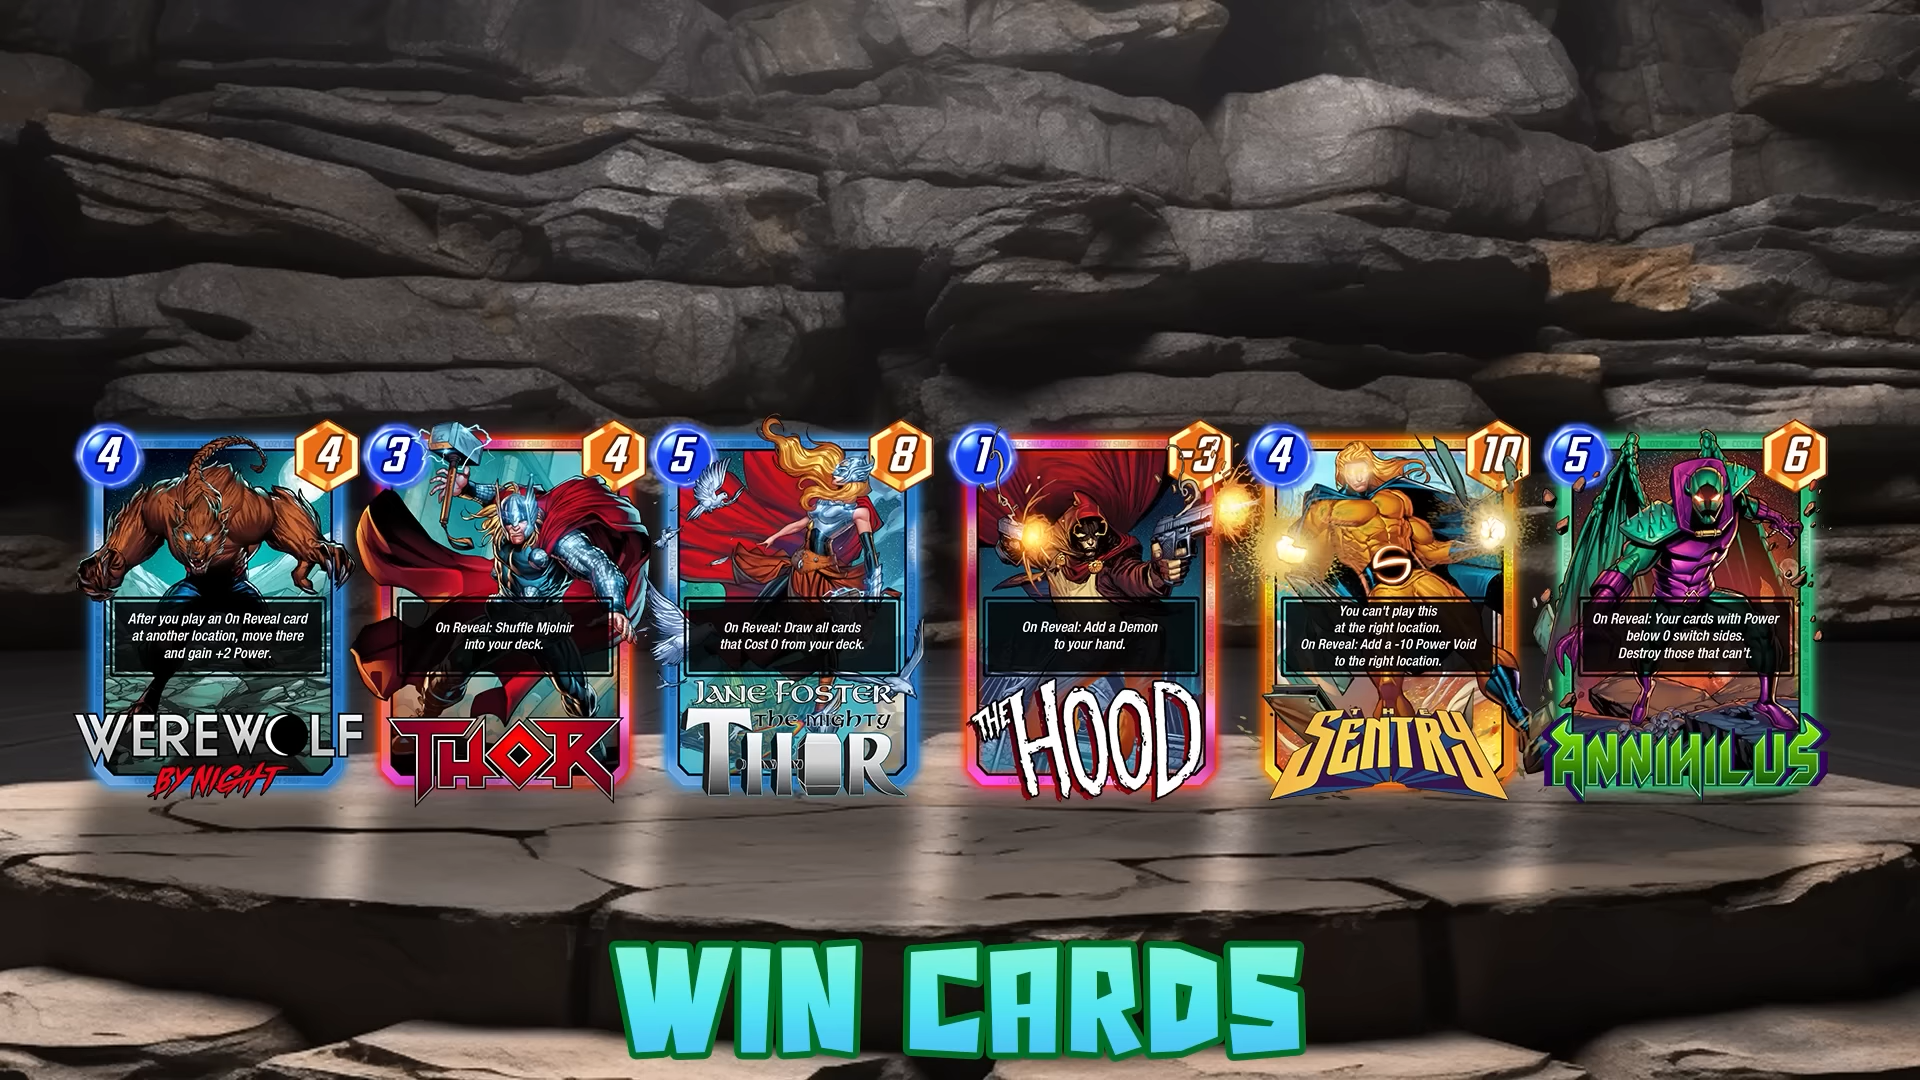 4
4
After you play an On Reveal card
at another location, move there
and gain +2 Power.
WEREWOLF
BY NIGHT
3
4
On Reveal: Shuffle Mjolnir
into your deck.
THOR
5
8
On Reveal: Draw all cards
that Cost 0 from your deck.
JANE FOSTER
THE MIGHTY
THOR
1
-3
On Reveal: Add a Demon
to your hand.
THE HOOD
4
10
You can't play this
at the right location.
On Reveal: Add a -10 Power Void
to the right location.
THE
SENTRY
5
6
On Reveal: Your cards with Power
below 0 switch sides.
Destroy those that can't.
ANNIHILUS
WIN CARDS